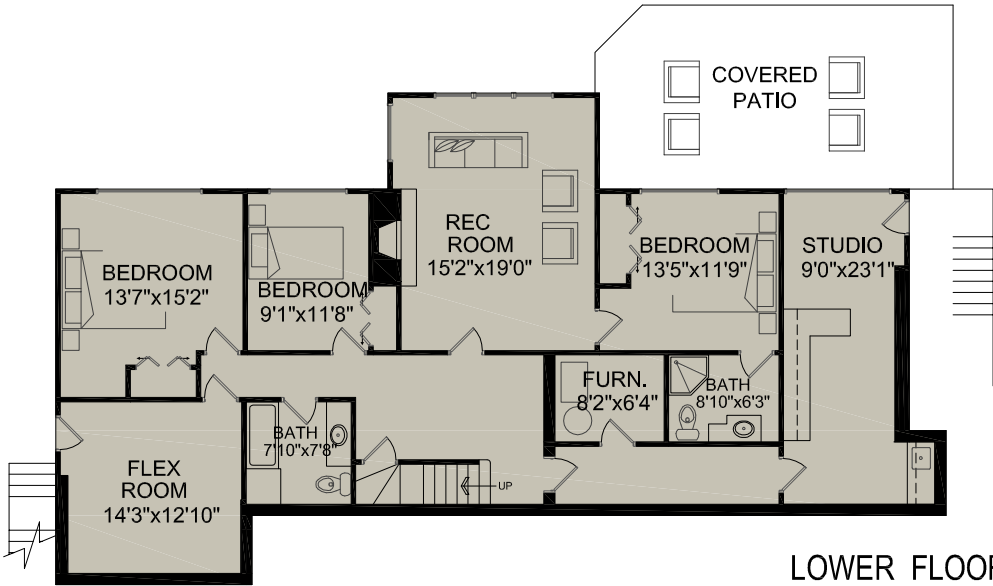 COVERED
PATIO
REC
ROOM
15'2"x19'0"
BEDROOM
13'7"x15'2"
BEDROOM
9'1"x11'8"
BEDROOM
13'5"x11'9"
STUDIO
9'0"x23'1"
FURN.
8'2"x6'4"
BATH
8'10"x6'3"
BATH
7'10"x7'8"
FLEX
ROOM
14'3"x12'10"
UP
LOWER FLOOR